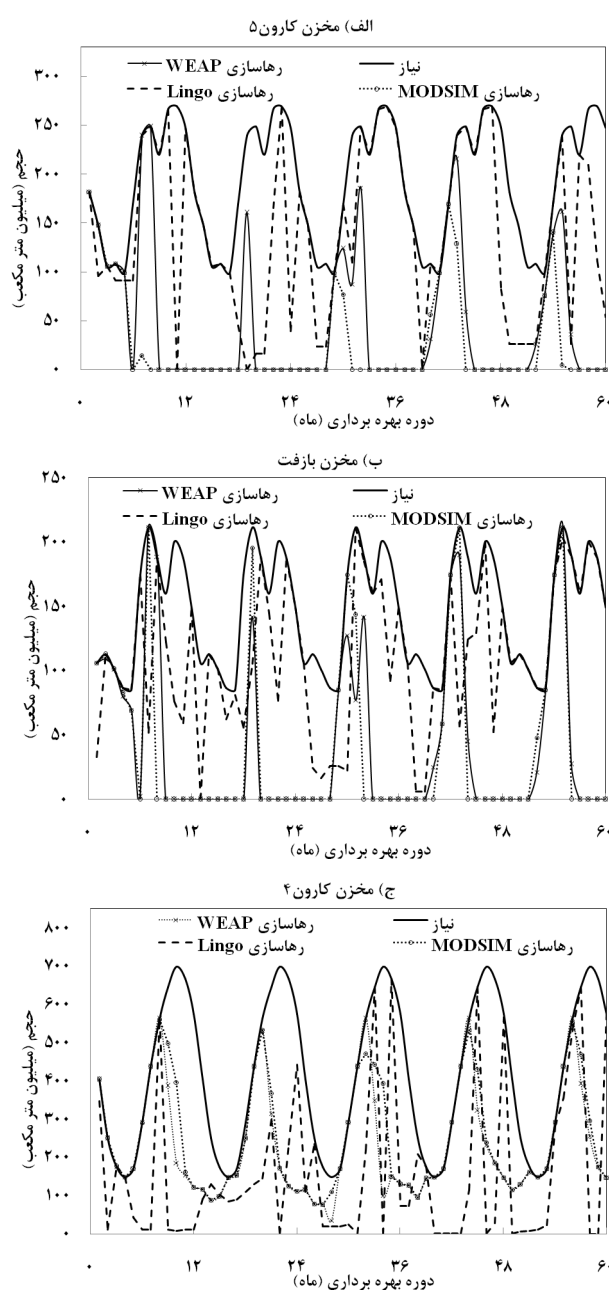 الف) مخزن کارون۵
رهاسازی WEAP
نیاز
رهاسازی Lingo
رهاسازی MODSIM
حجم (میلیون متر مکعب)
۳۰۰
۲۵۰
۲۰۰
۱۵۰
۱۰۰
۵۰
۰
۰ ۱۲ ۲۴ ۳۶ ۴۸ ۶۰
دوره بهره برداری (ماه)
ب) مخزن بازفت
رهاسازی WEAP
نیاز
رهاسازی Lingo
رهاسازی MODSIM
حجم (میلیون متر مکعب)
۲۵۰
۲۰۰
۱۵۰
۱۰۰
۵۰
۰
۰ ۱۲ ۲۴ ۳۶ ۴۸ ۶۰
دوره بهره برداری (ماه)
ج) مخزن کارون۴
رهاسازی WEAP
نیاز
رهاسازی Lingo
رهاسازی MODSIM
حجم (میلیون متر مکعب)
۸۰۰
۷۰۰
۶۰۰
۵۰۰
۴۰۰
۳۰۰
۲۰۰
۱۰۰
۰
۰ ۱۲ ۲۴ ۳۶ ۴۸ ۶۰
دوره بهره برداری (ماه)